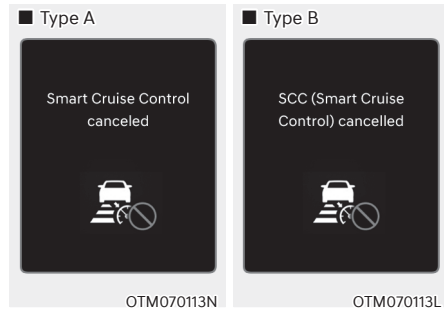 ■ Type A
Smart Cruise Control
canceled
OTM070113N
■ Type B
SCC (Smart Cruise
Control) cancelled
OTM070113L